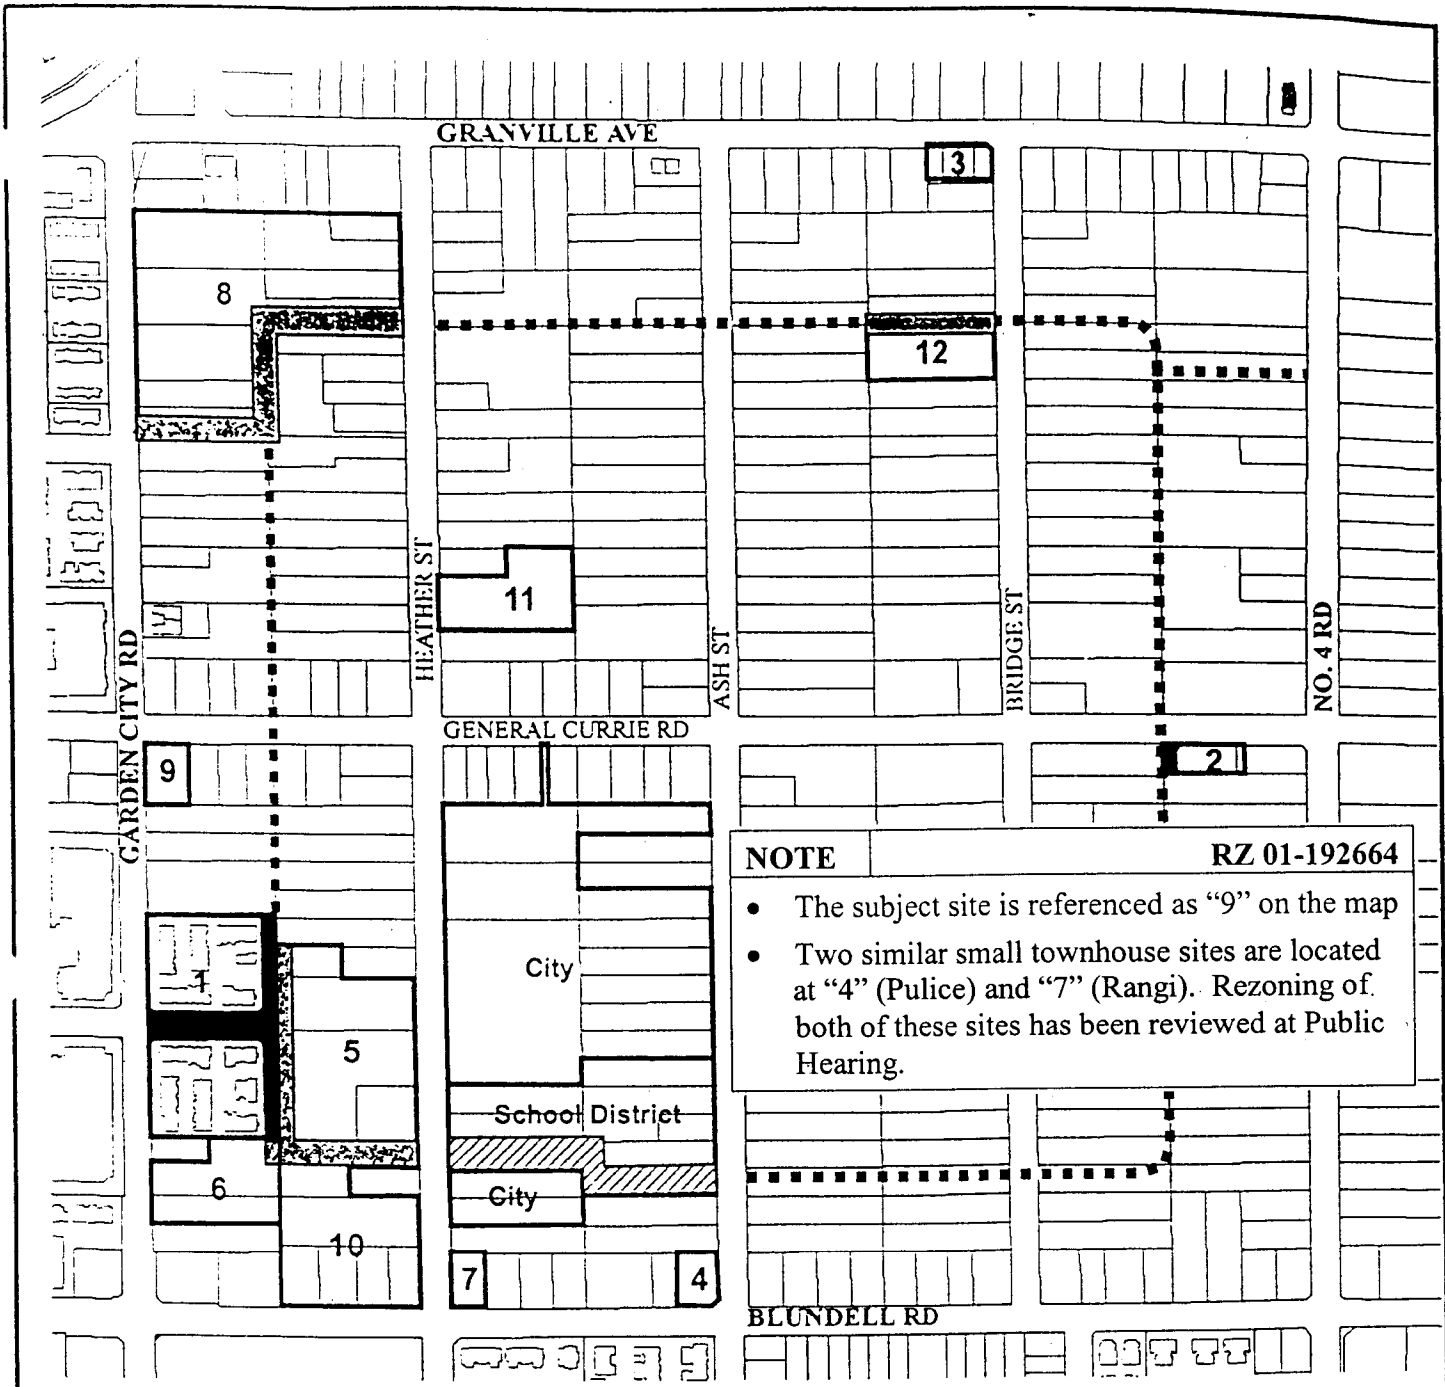 GRANVILLE AVE
3
8
12
HEATHER ST
11
ASH ST
BRIDGE ST
NO. 4 RD
GARDEN CITY RD
GENERAL CURRIE RD
9
2
NOTE RZ 01-192664
• The subject site is referenced as “9” on the map
• Two similar small townhouse sites are located
at “4” (Pulice) and “7” (Rangi). Rezoning of
both of these sites has been reviewed at Public
Hearing.
City
1
5
School District
6
City
10
7
4
BLUNDELL RD